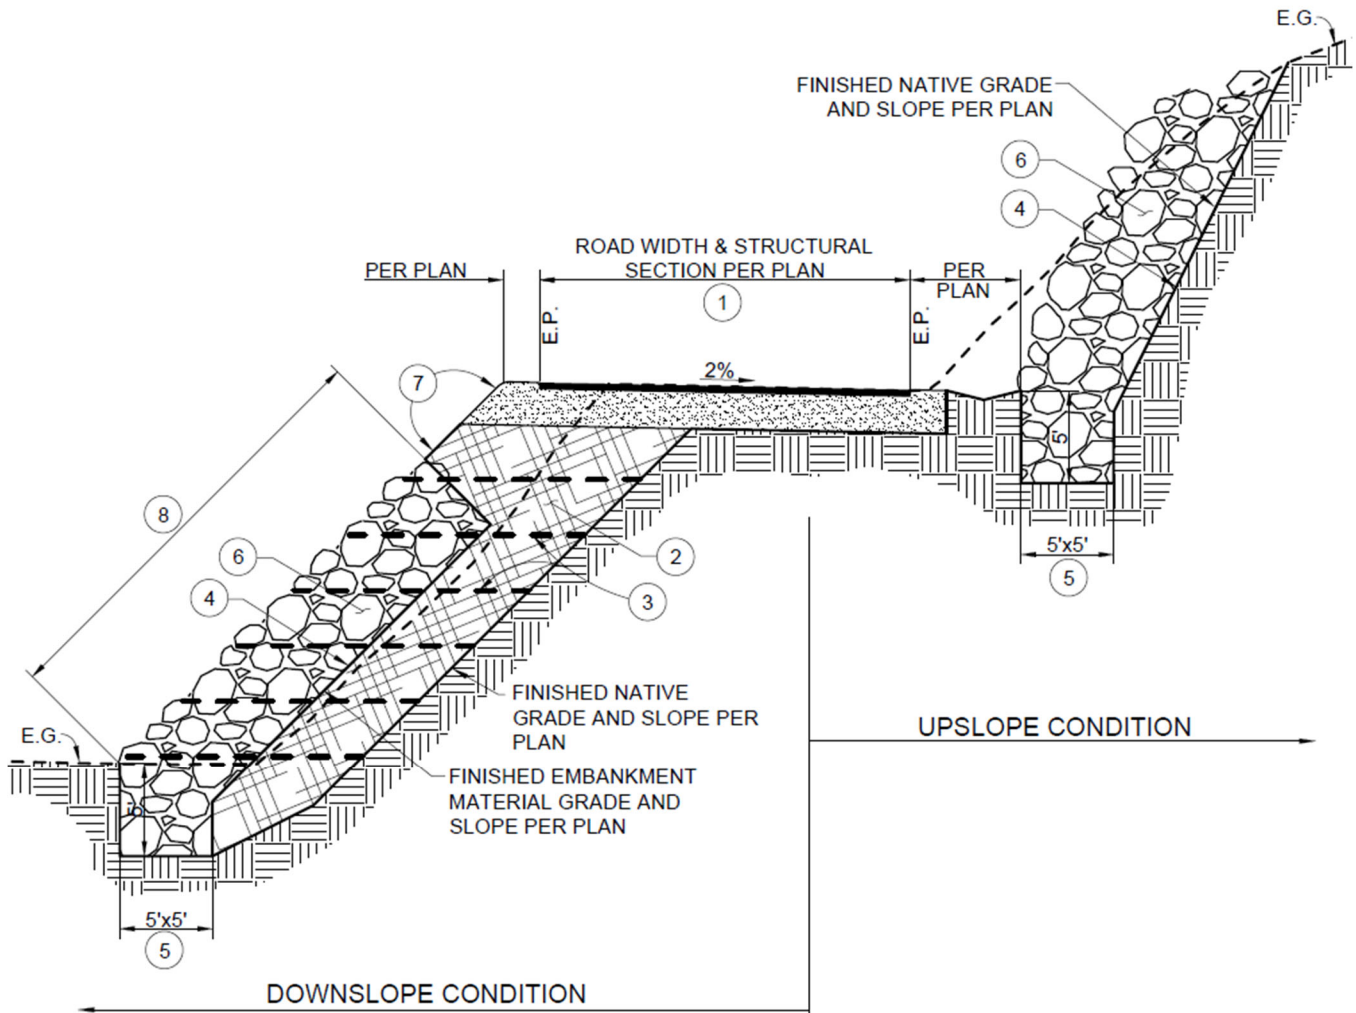 E.G.
FINISHED NATIVE GRADE
AND SLOPE PER PLAN
6
4
ROAD WIDTH & STRUCTURAL
SECTION PER PLAN
PER PLAN
PER
PLAN
1
E.P.
E.P.
2%
7
5'
8
5'x5'
5
6
2
4
3
FINISHED NATIVE
GRADE AND SLOPE PER
PLAN
UPSLOPE CONDITION
E.G.
FINISHED EMBANKMENT
MATERIAL GRADE AND
SLOPE PER PLAN
5'
5'x5'
5
DOWNSLOPE CONDITION